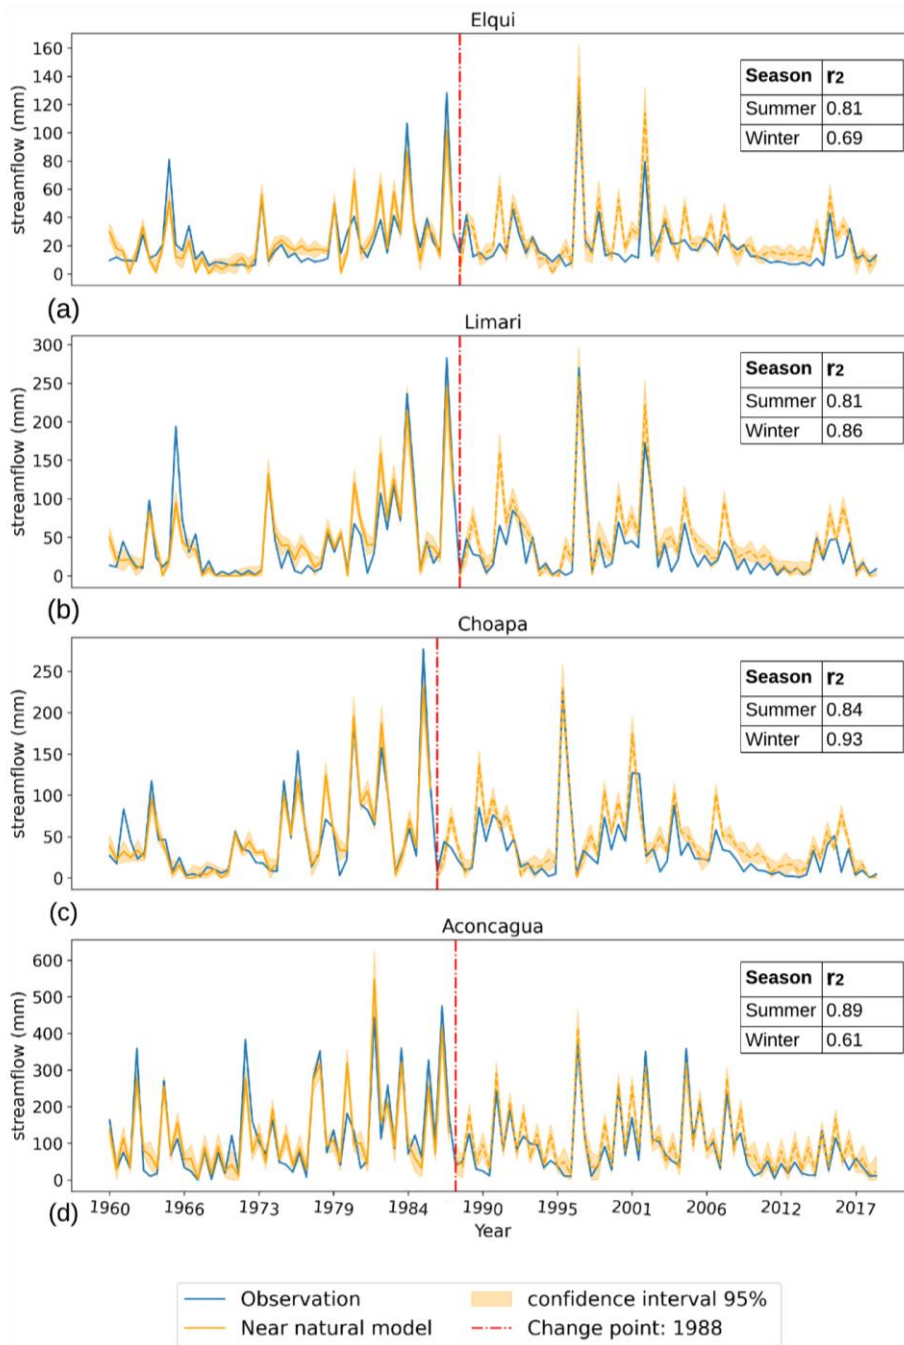 Elqui
streamflow (mm)
160
140
120
100
80
60
40
20
0
Season r2
Summer 0.81
Winter 0.69
(a)
Limari
streamflow (mm)
300
250
200
150
100
50
0
Season r2
Summer 0.81
Winter 0.86
(b)
Choapa
streamflow (mm)
250
200
150
100
50
0
Season r2
Summer 0.84
Winter 0.93
(c)
Aconcagua
streamflow (mm)
600
500
400
300
200
100
0
Season r2
Summer 0.89
Winter 0.61
(d)
1960 1966 1973 1979 1984 1990 1995 2001 2006 2012 2017
Year
Observation
Near natural model
confidence interval 95%
Change point: 1988